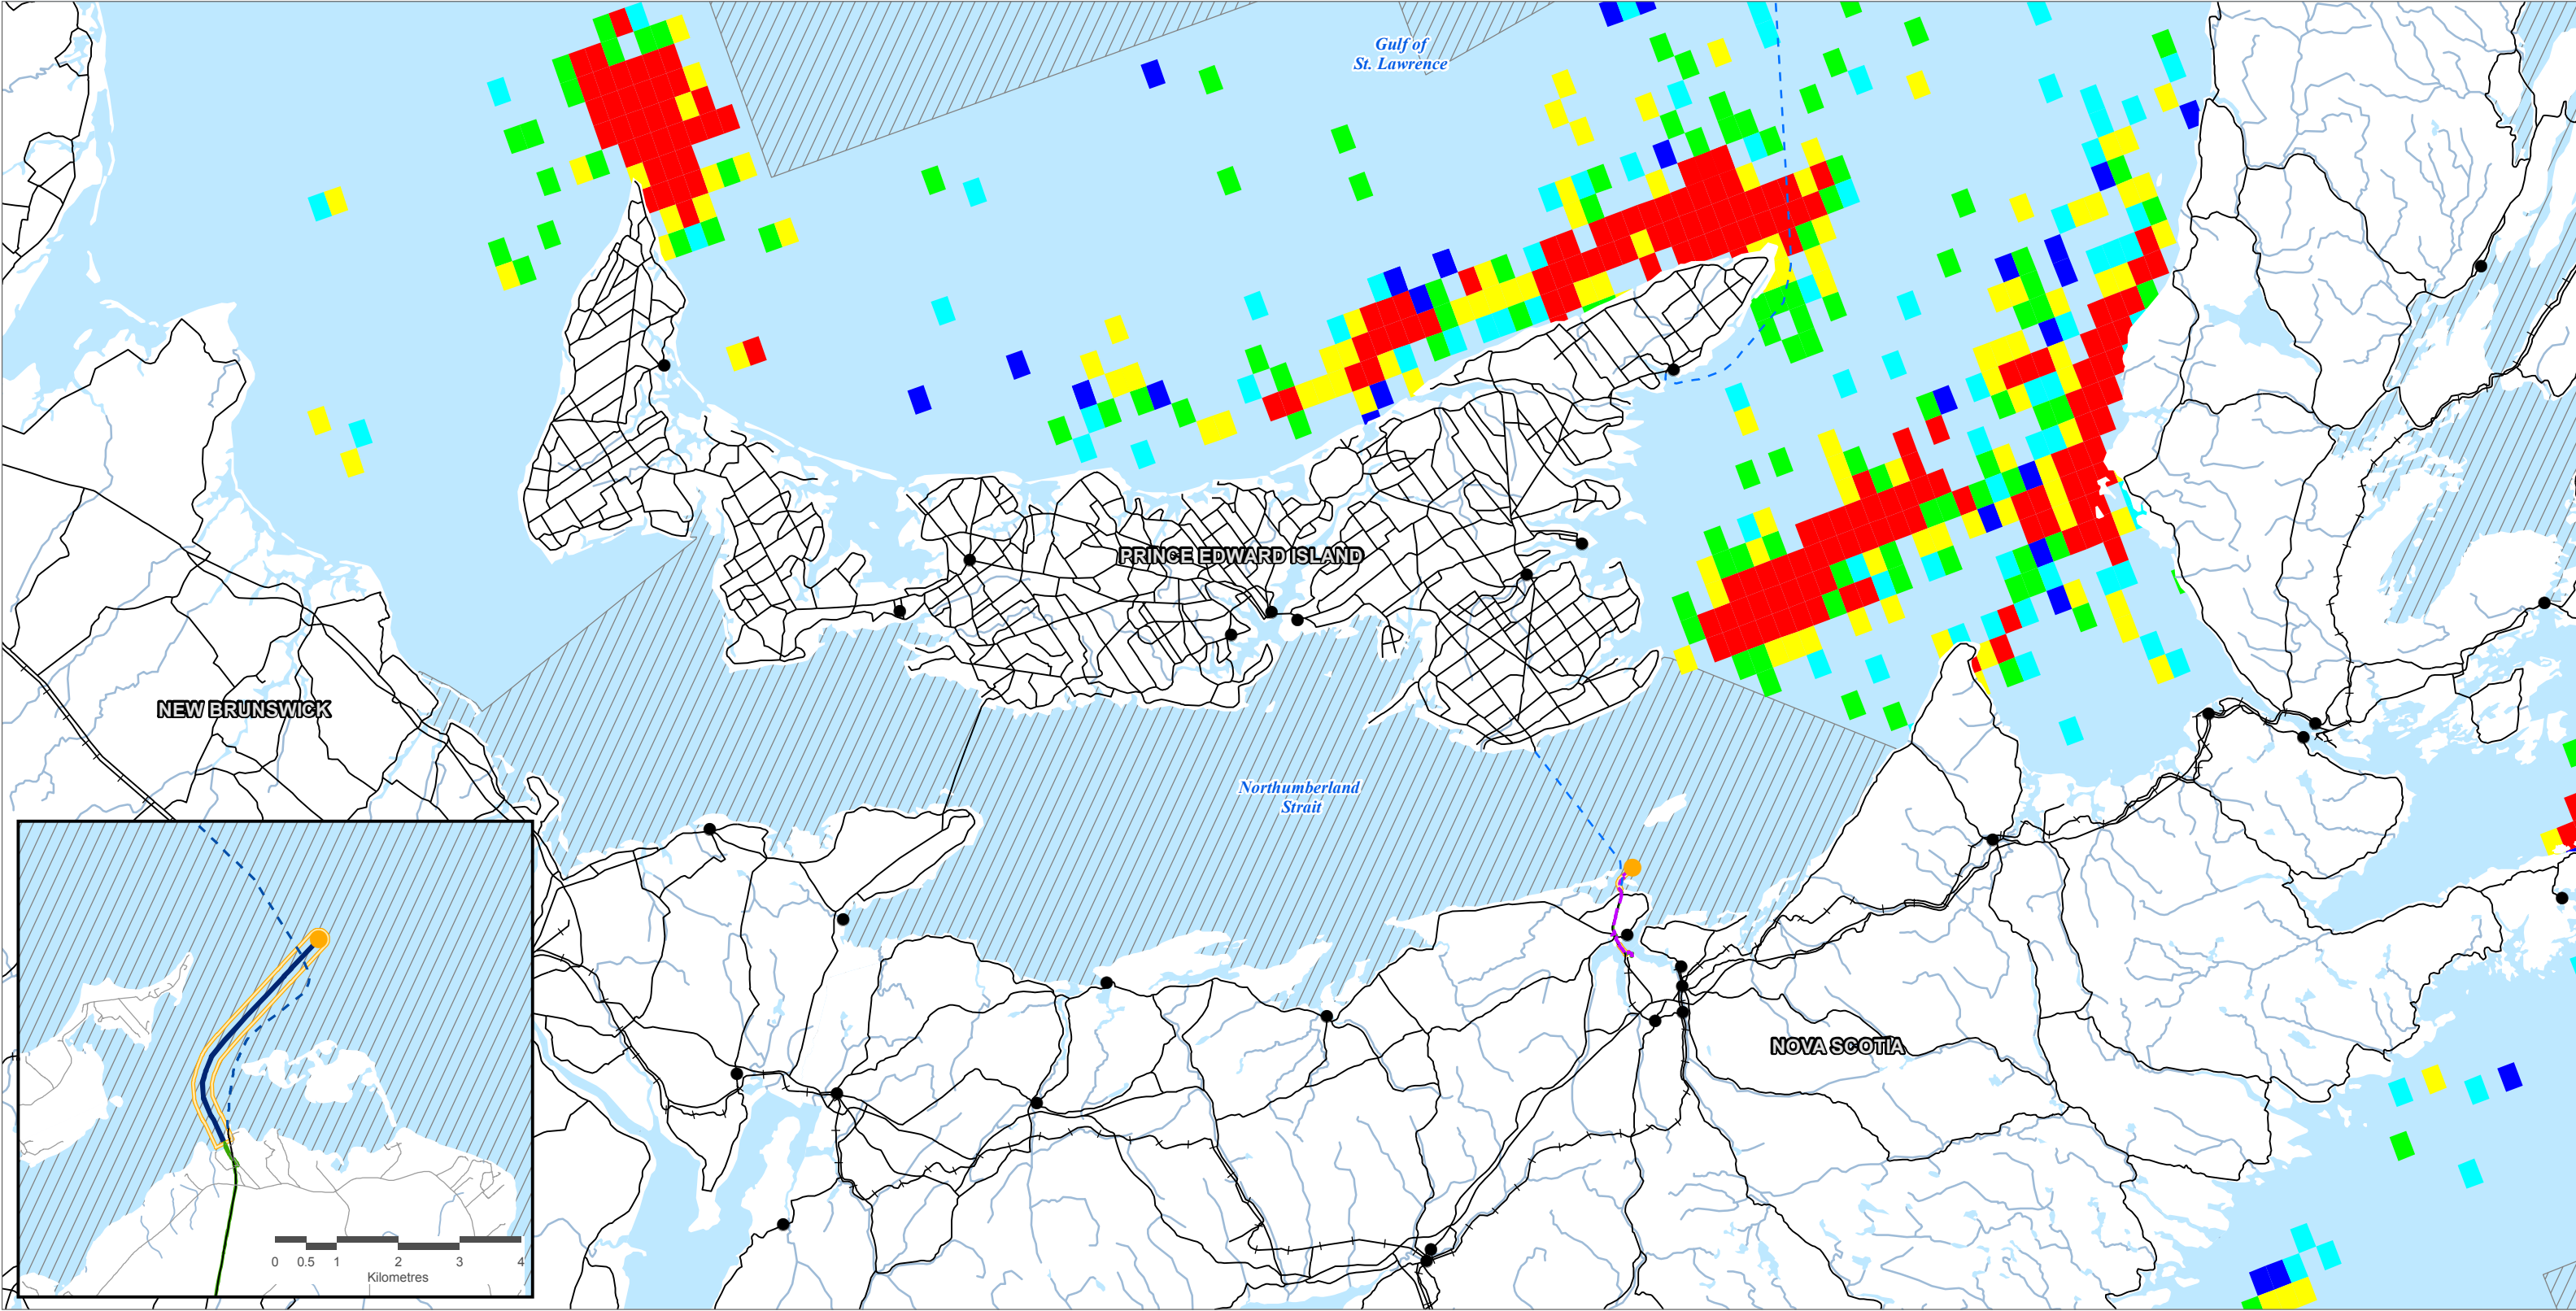 Gulf of
St. Lawrence
PRINCE EDWARD ISLAND
NEW BRUNSWICK
Northumberland
Strait
NOVA SCOTIA
0 0.5 1 2 3 4
Kilometres